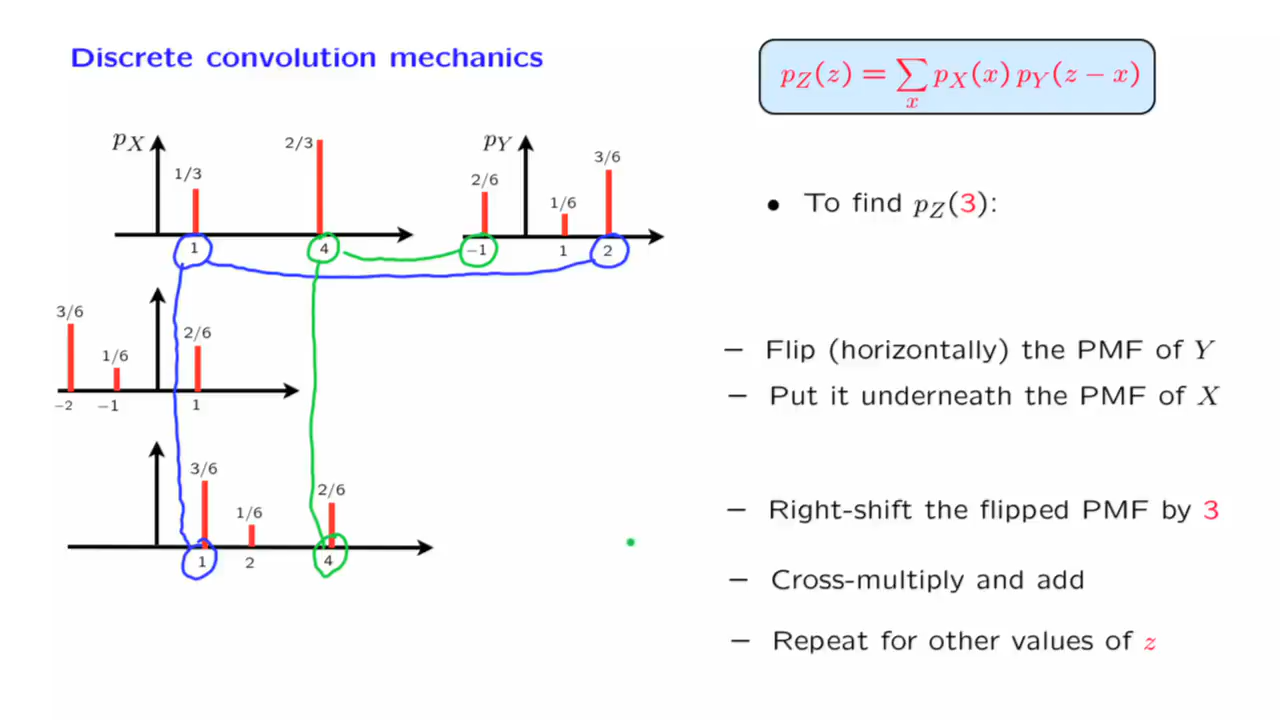 Discrete convolution mechanics
p_Z(z) = ∑_x p_X(x) p_Y(z − x)
p_X
1/3
2/3
1
4
p_Y
2/6
1/6
3/6
−1
1
2
• To find p_Z(3):
3/6
1/6
2/6
−2
−1
1
– Flip (horizontally) the PMF of Y
– Put it underneath the PMF of X
3/6
1/6
2/6
1
2
4
– Right-shift the flipped PMF by 3
– Cross-multiply and add
– Repeat for other values of z